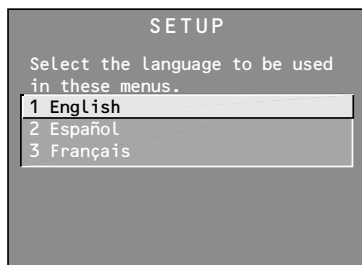 SETUP
Select the language to be used
in these menus.
1 English
2 Español
3 Français